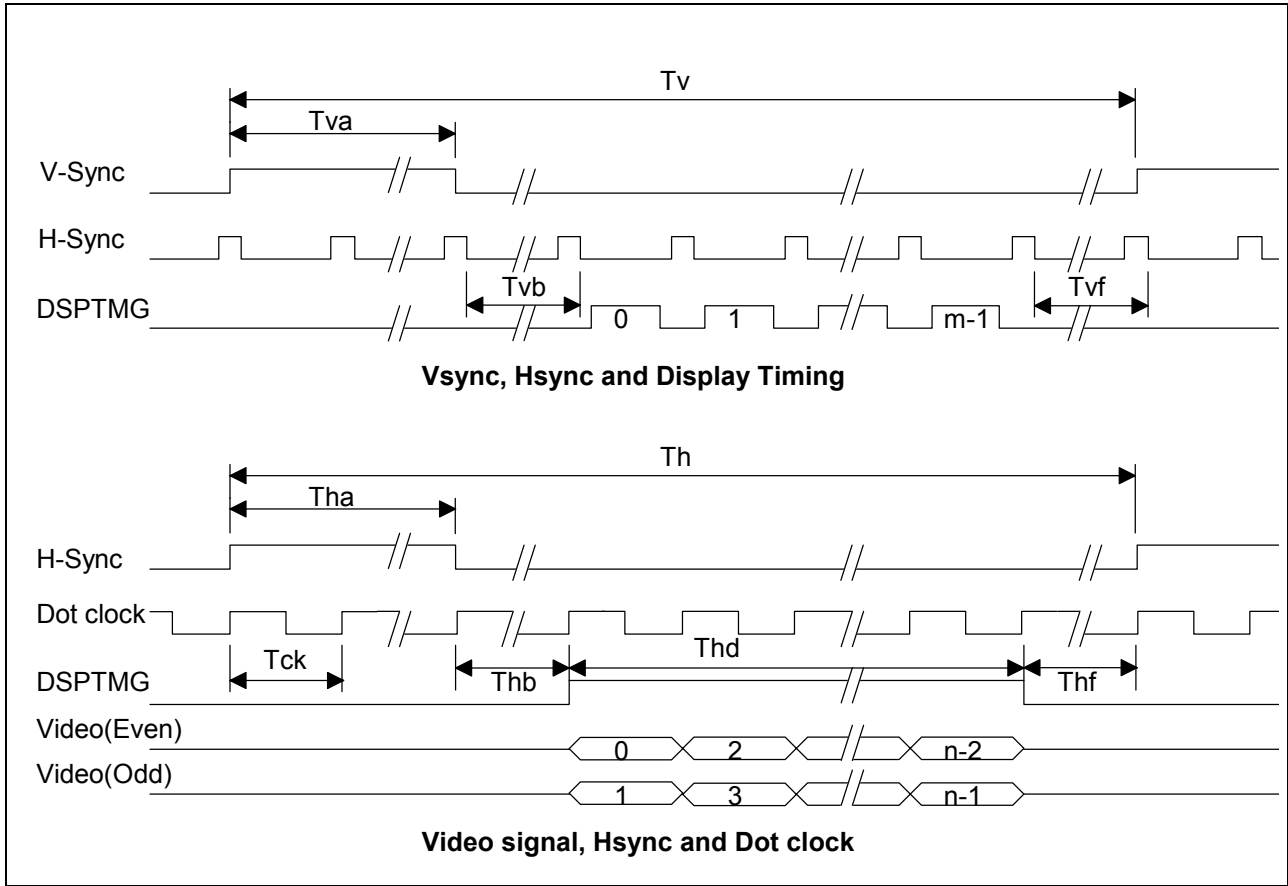 Tv
Tva
V-Sync
H-Sync
Tvb
Tvf
DSPTMG
0 1 m-1
Vsync, Hsync and Display Timing
Th
Tha
H-Sync
Dot clock
Tck
Thb
Thd
Thf
DSPTMG
Video(Even)
0 2 n-2
Video(Odd)
1 3 n-1
Video signal, Hsync and Dot clock